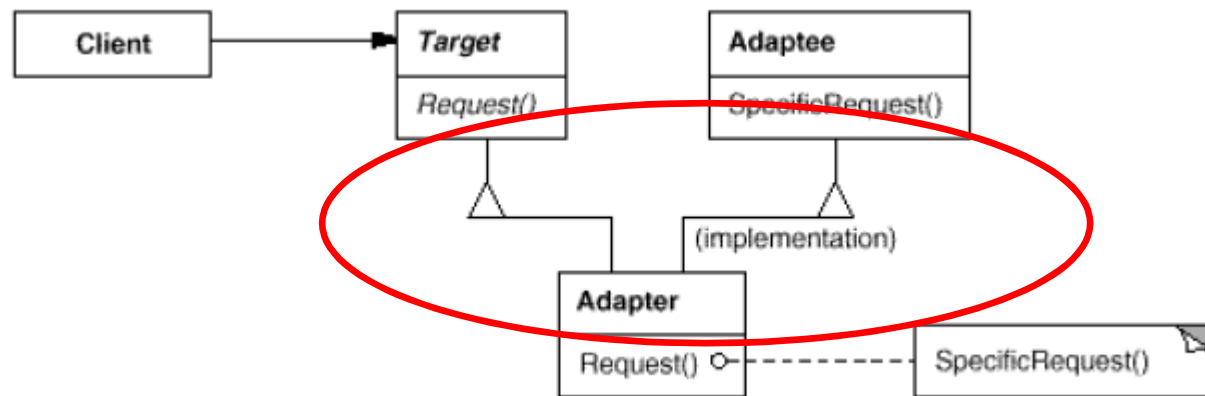 Client
Target
Adaptee
Request()
SpecificRequest()
(implementation)
Adapter
Request()
SpecificRequest()